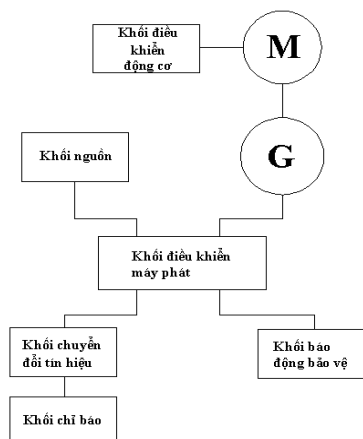 Khối điều
khiển
động cơ
M
Khối nguồn
G
Khối điều khiển
máy phát
Khối chuyển
đổi tín hiệu
Khối báo
động bảo vệ
Khối chỉ báo